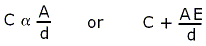 C α A/d or C + AE/d